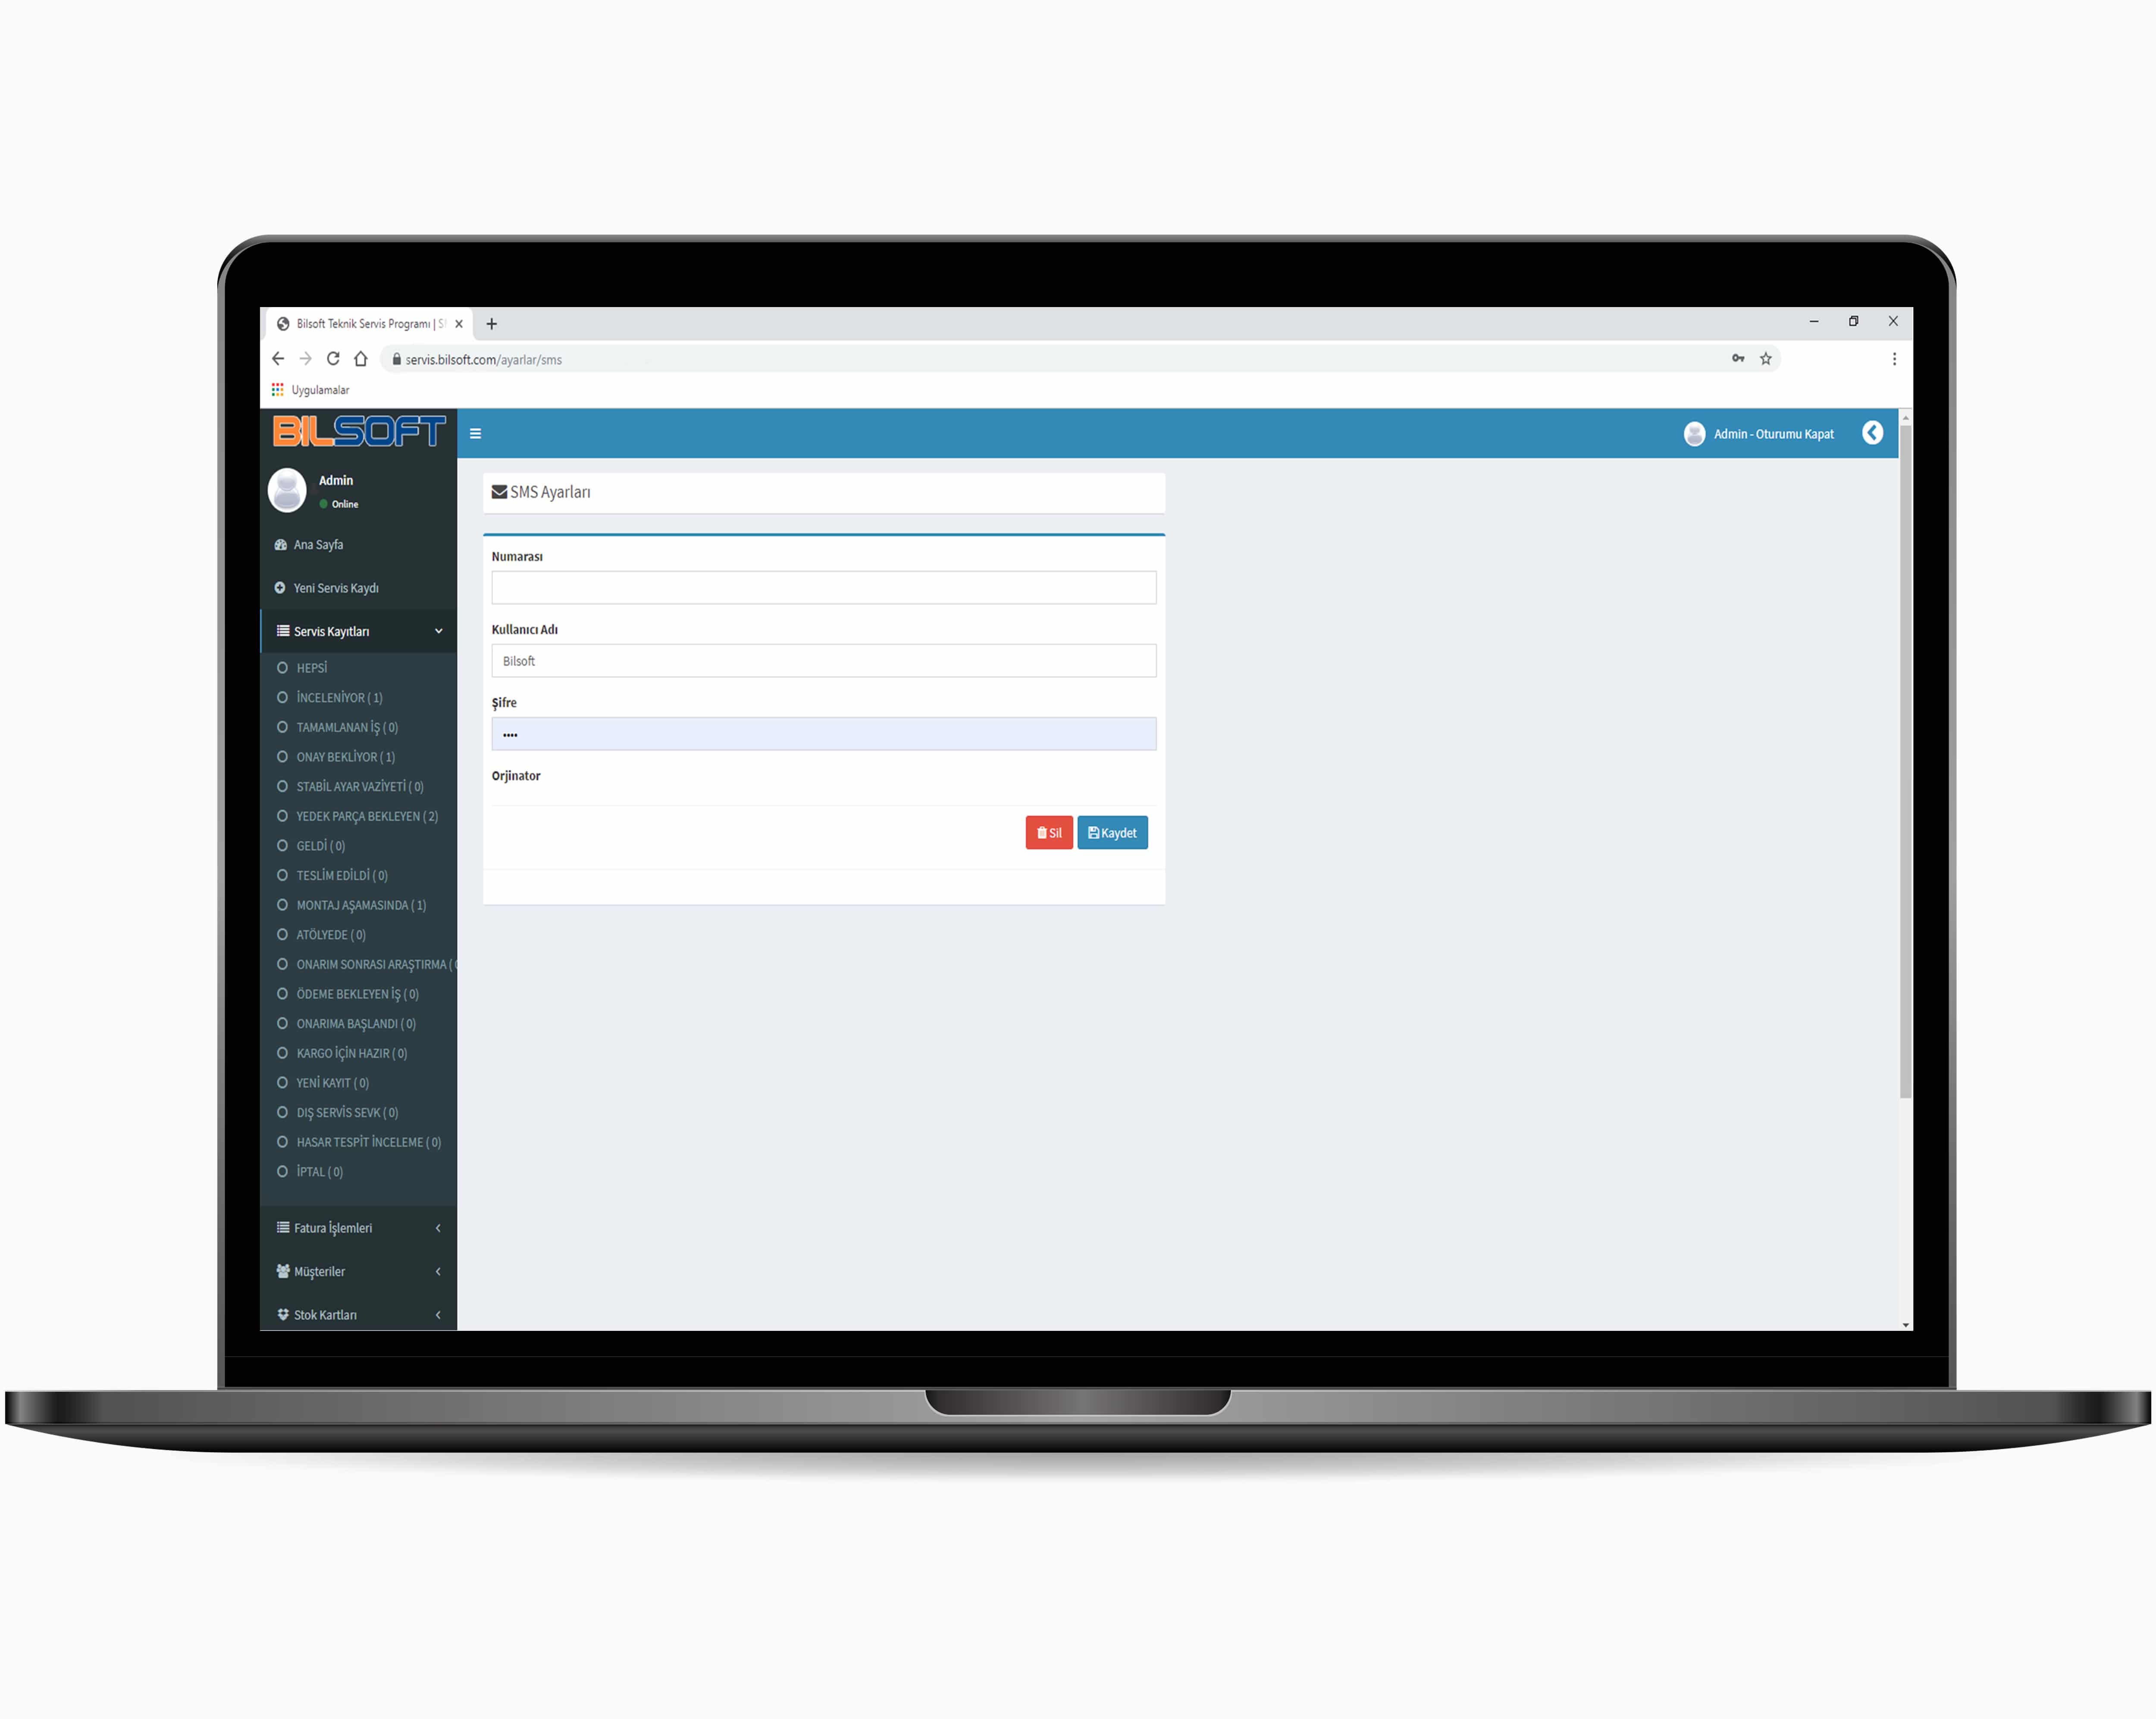 Bilsoft Teknik Servis Programı | S
servis.bilsoft.com/ayarlar/sms
Uygulamalar
BILSOFT
Admin - Oturumu Kapat
Admin
Online
Ana Sayfa
Yeni Servis Kaydı
Servis Kayıtları
HEPSİ
İNCELENİYOR ( 1)
TAMAMLANAN İŞ ( 0)
ONAY BEKLİYOR ( 1)
STABİL AYAR VAZİYETİ ( 0)
YEDEK PARÇA BEKLEYEN ( 2)
GELDİ ( 0)
TESLİM EDİLDİ ( 0)
MONTAJ AŞAMASINDA ( 1)
ATÖLYEDE ( 0)
ONARIM SONRASI ARAŞTIRMA (
ÖDEME BEKLEYEN İŞ ( 0)
ONARIMA BAŞLANDI ( 0)
KARGO İÇİN HAZIR ( 0)
YENİ KAYIT ( 0)
DIŞ SERVİS SEVK ( 0)
HASAR TESPİT İNCELEME ( 0)
İPTAL ( 0)
Fatura İşlemleri
Müşteriler
Stok Kartları
SMS Ayarları
Numarası
Kullanıcı Adı
Bilsoft
Şifre
••••
Orjinator
Sil
Kaydet